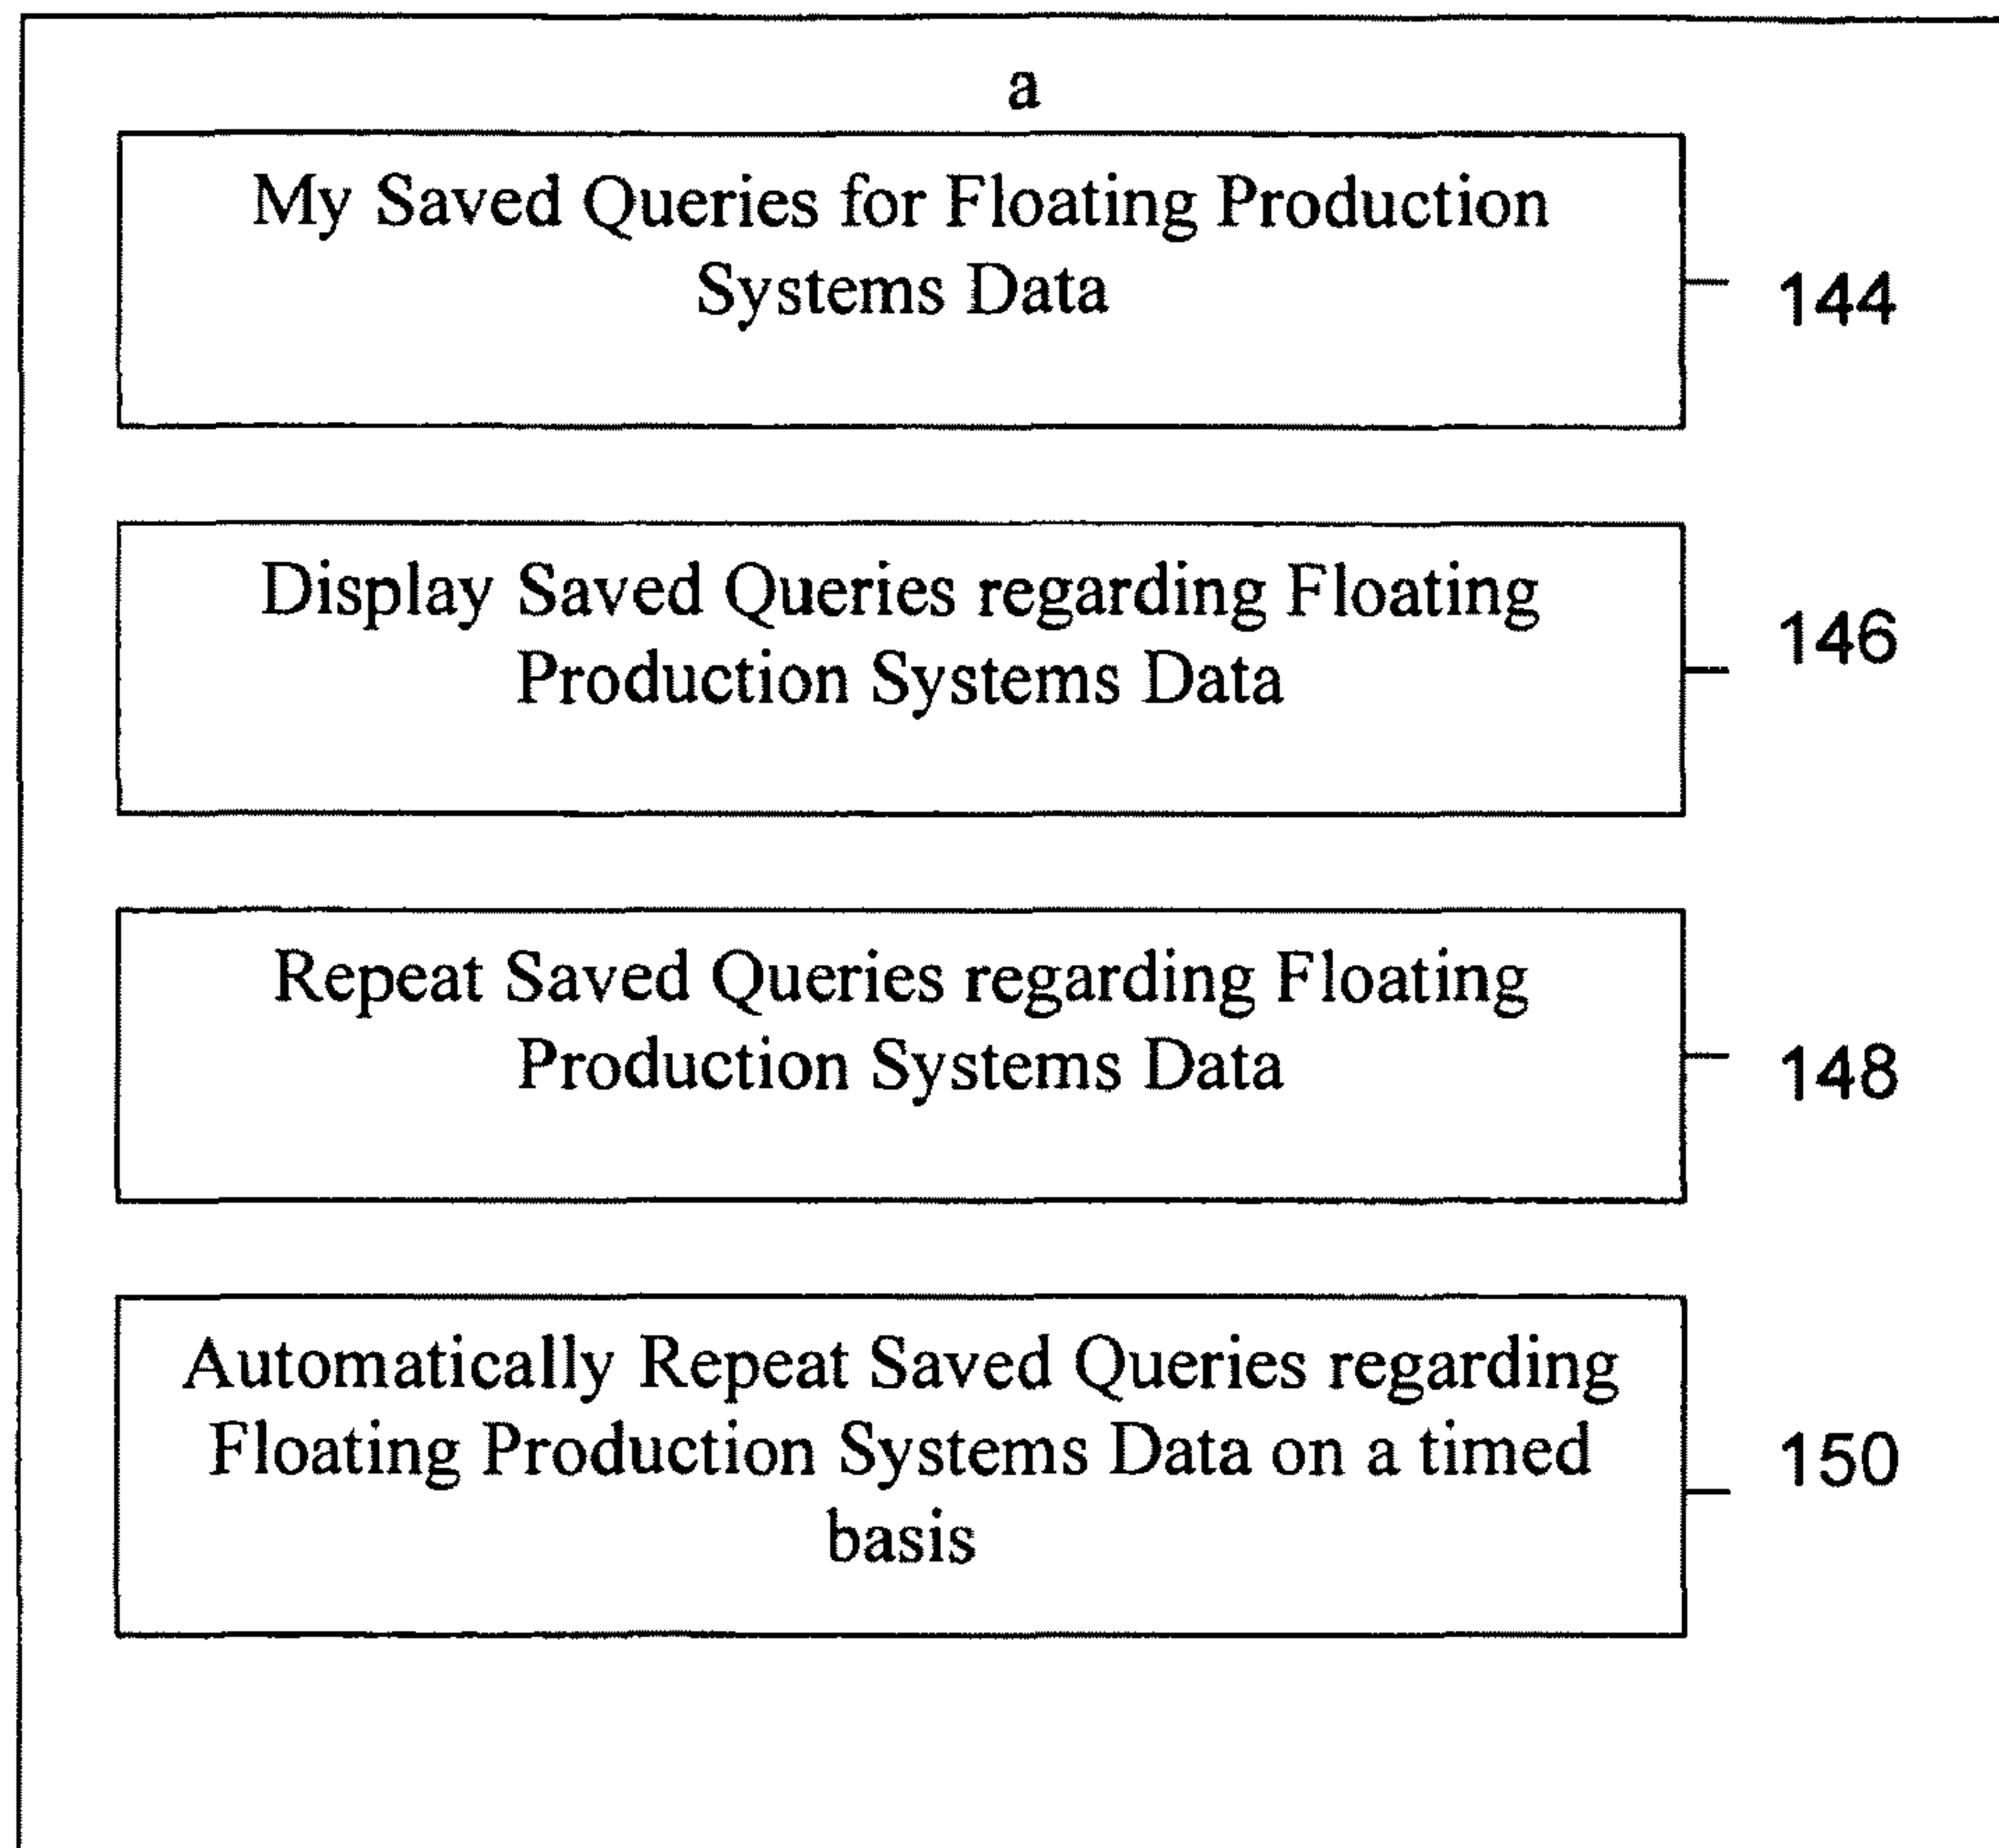 a
My Saved Queries for Floating Production
Systems Data
144
Display Saved Queries regarding Floating
Production Systems Data
146
Repeat Saved Queries regarding Floating
Production Systems Data
148
Automatically Repeat Saved Queries regarding
Floating Production Systems Data on a timed
basis
150